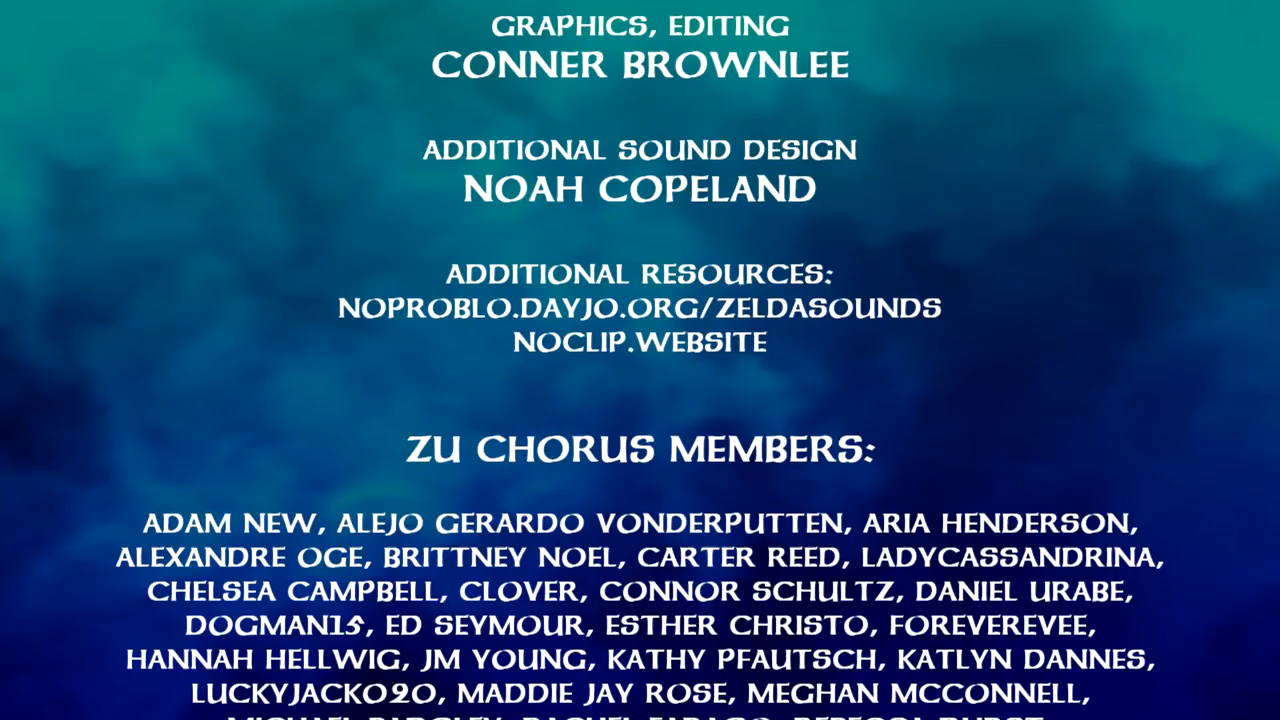 GRAPHICS, EDITING
CONNER BROWNLEE
ADDITIONAL SOUND DESIGN
NOAH COPELAND
ADDITIONAL RESOURCES:
NOPROBLO.DAYJO.ORG/ZELDASOUNDS
NOCLIP.WEBSITE
ZU CHORUS MEMBERS:
ADAM NEW, ALEJO GERARDO VONDERPUTTEN, ARIA HENDERSON,
ALEXANDRE OGE, BRITTNEY NOEL, CARTER REED, LADYCASSANDRINA,
CHELSEA CAMPBELL, CLOVER, CONNOR SCHULTZ, DANIEL URABE,
DOGMAN15, ED SEYMOUR, ESTHER CHRISTO, FOREVEREVEE,
HANNAH HELLWIG, JM YOUNG, KATHY PFAUTSCH, KATLYN DANNES,
LUCKYJACKO20, MADDIE JAY ROSE, MEGHAN MCCONNELL,